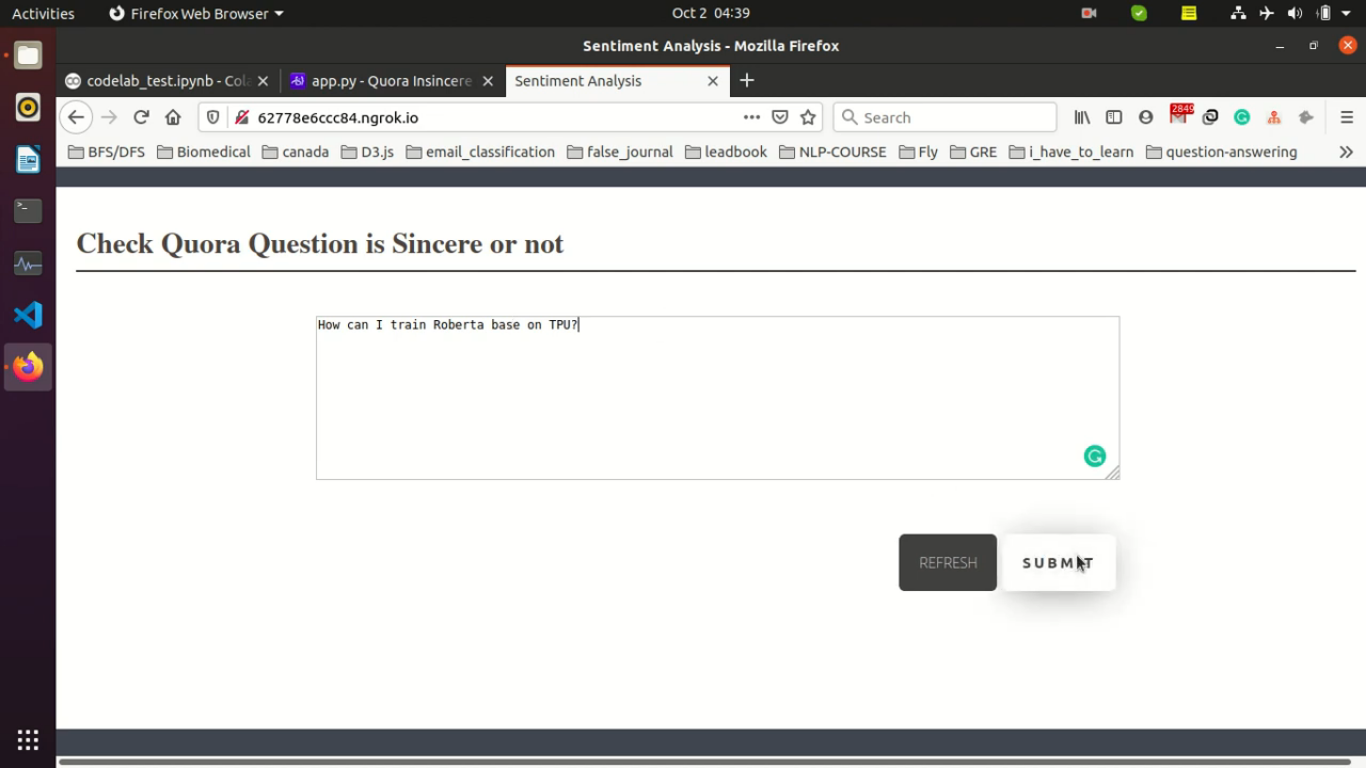 Activities Firefox Web Browser Oct 2 04:39
Sentiment Analysis - Mozilla Firefox
codelab_test.ipynb - Cola app.py - Quora Insincere Sentiment Analysis
62778e6ccc84.ngrok.io Search 2849
BFS/DFS Biomedical canada D3.js email_classification false_journal leadbook NLP-COURSE Fly GRE i_have_to_learn question-answering
Check Quora Question is Sincere or not
How can I train Roberta base on TPU?
REFRESH SUBMIT